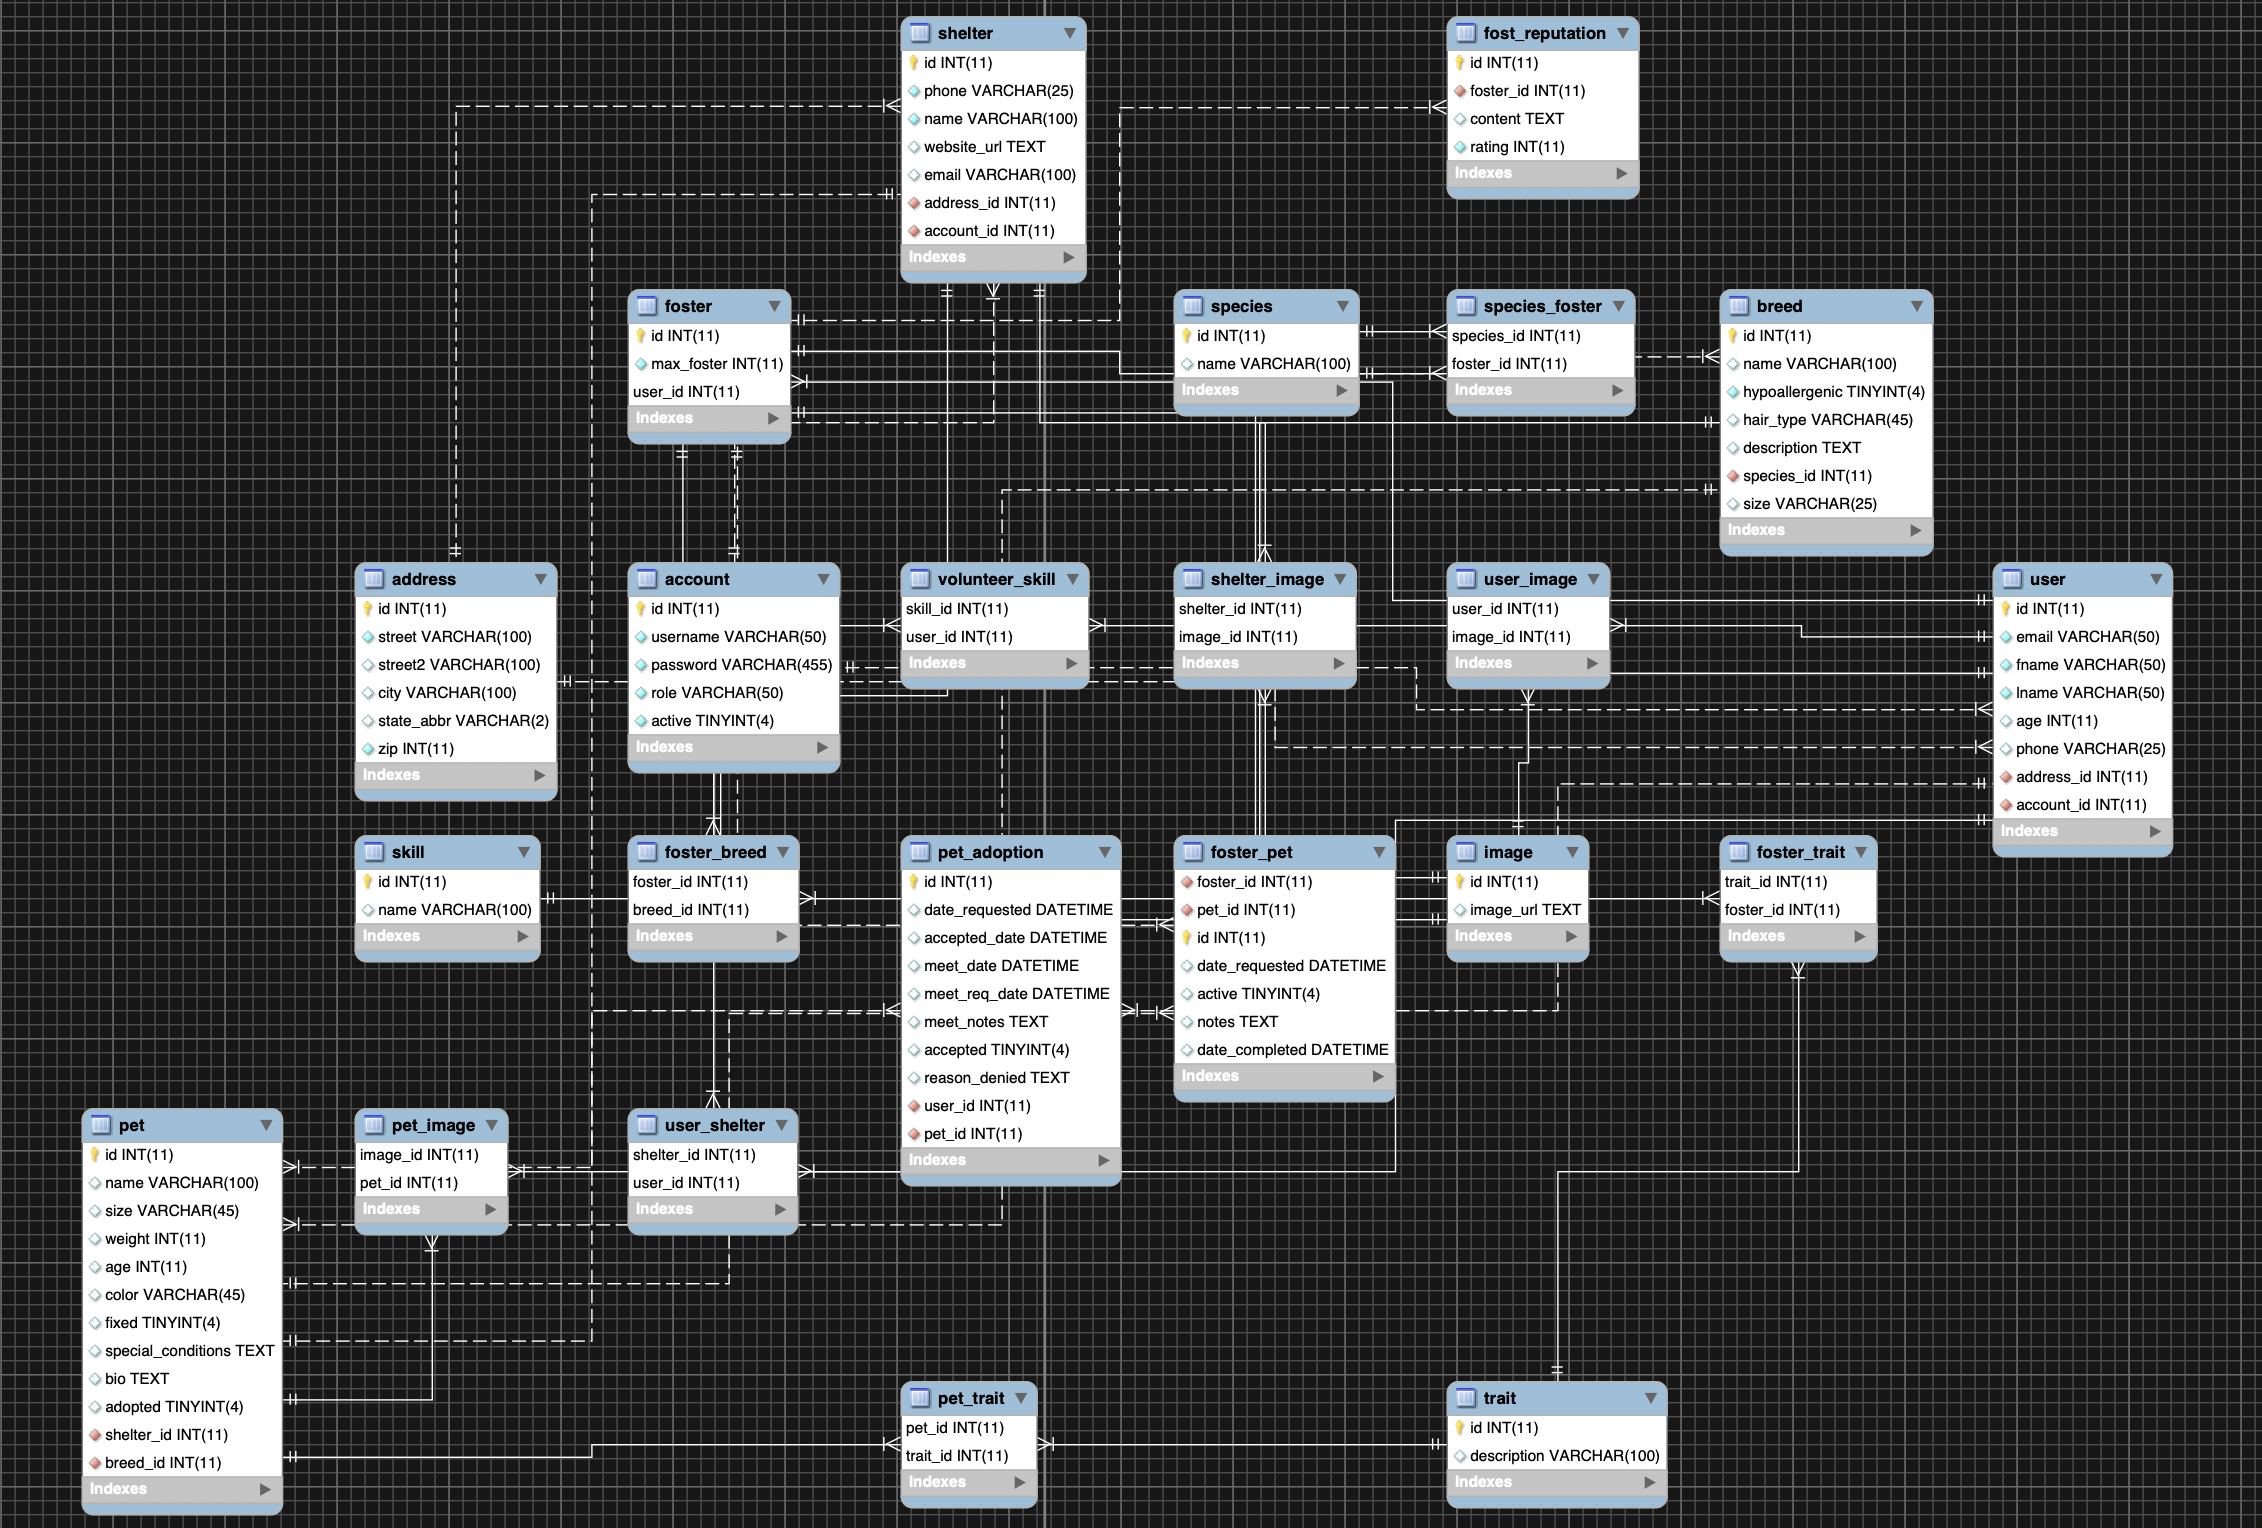 shelter
id INT(11)
phone VARCHAR(25)
name VARCHAR(100)
website_url TEXT
email VARCHAR(100)
address_id INT(11)
account_id INT(11)
Indexes
fost_reputation
id INT(11)
foster_id INT(11)
content TEXT
rating INT(11)
Indexes
foster
id INT(11)
max_foster INT(11)
user_id INT(11)
Indexes
species
id INT(11)
name VARCHAR(100)
Indexes
species_foster
species_id INT(11)
foster_id INT(11)
Indexes
breed
id INT(11)
name VARCHAR(100)
hypoallergenic TINYINT(4)
hair_type VARCHAR(45)
description TEXT
species_id INT(11)
size VARCHAR(25)
Indexes
address
id INT(11)
street VARCHAR(100)
street2 VARCHAR(100)
city VARCHAR(100)
state_abbr VARCHAR(2)
zip INT(11)
Indexes
account
id INT(11)
username VARCHAR(50)
password VARCHAR(455)
role VARCHAR(50)
active TINYINT(4)
Indexes
volunteer_skill
skill_id INT(11)
user_id INT(11)
Indexes
shelter_image
shelter_id INT(11)
image_id INT(11)
Indexes
user_image
user_id INT(11)
image_id INT(11)
Indexes
user
id INT(11)
email VARCHAR(50)
fname VARCHAR(50)
lname VARCHAR(50)
age INT(11)
phone VARCHAR(25)
address_id INT(11)
account_id INT(11)
Indexes
skill
id INT(11)
name VARCHAR(100)
Indexes
foster_breed
foster_id INT(11)
breed_id INT(11)
Indexes
pet_adoption
id INT(11)
date_requested DATETIME
accepted_date DATETIME
meet_date DATETIME
meet_req_date DATETIME
meet_notes TEXT
accepted TINYINT(4)
reason_denied TEXT
user_id INT(11)
pet_id INT(11)
Indexes
foster_pet
foster_id INT(11)
pet_id INT(11)
id INT(11)
date_requested DATETIME
active TINYINT(4)
notes TEXT
date_completed DATETIME
Indexes
image
id INT(11)
image_url TEXT
Indexes
foster_trait
trait_id INT(11)
foster_id INT(11)
Indexes
pet
id INT(11)
name VARCHAR(100)
size VARCHAR(45)
weight INT(11)
age INT(11)
color VARCHAR(45)
fixed TINYINT(4)
special_conditions TEXT
bio TEXT
adopted TINYINT(4)
shelter_id INT(11)
breed_id INT(11)
Indexes
pet_image
image_id INT(11)
pet_id INT(11)
Indexes
user_shelter
shelter_id INT(11)
user_id INT(11)
Indexes
pet_trait
pet_id INT(11)
trait_id INT(11)
Indexes
trait
id INT(11)
description VARCHAR(100)
Indexes